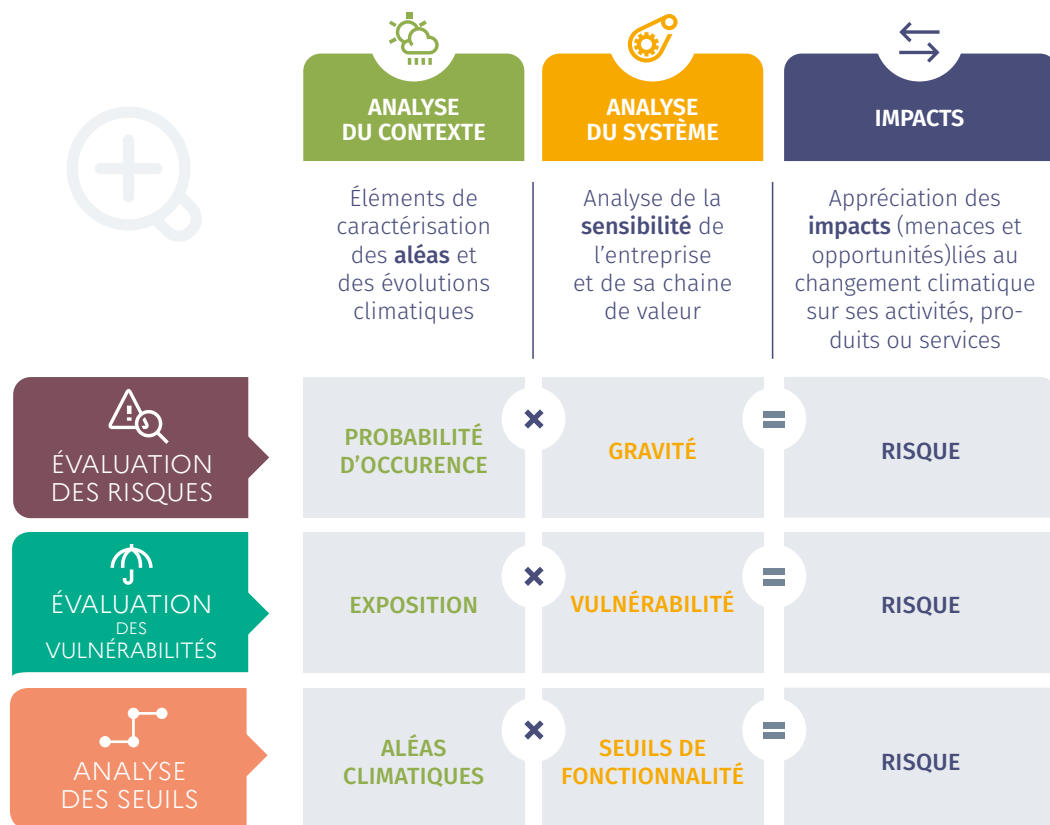 ANALYSE
DU CONTEXTE
ANALYSE
DU SYSTÈME
IMPACTS
Éléments de
caractérisation
des aléas et
des évolutions
climatiques
Analyse de la
sensibilité de
l'entreprise
et de sa chaine
de valeur
Appréciation des
impacts (menaces et
opportunités)liés au
changement climatique
sur ses activités, pro-
duits ou services
ÉVALUATION
DES RISQUES
PROBABILITÉ
D'OCCURENCE
×
GRAVITÉ
=
RISQUE
ÉVALUATION
DES
VULNÉRABILITÉS
EXPOSITION
×
VULNÉRABILITÉ
=
RISQUE
ANALYSE
DES SEUILS
ALÉAS
CLIMATIQUES
×
SEUILS DE
FONCTIONNALITÉ
=
RISQUE